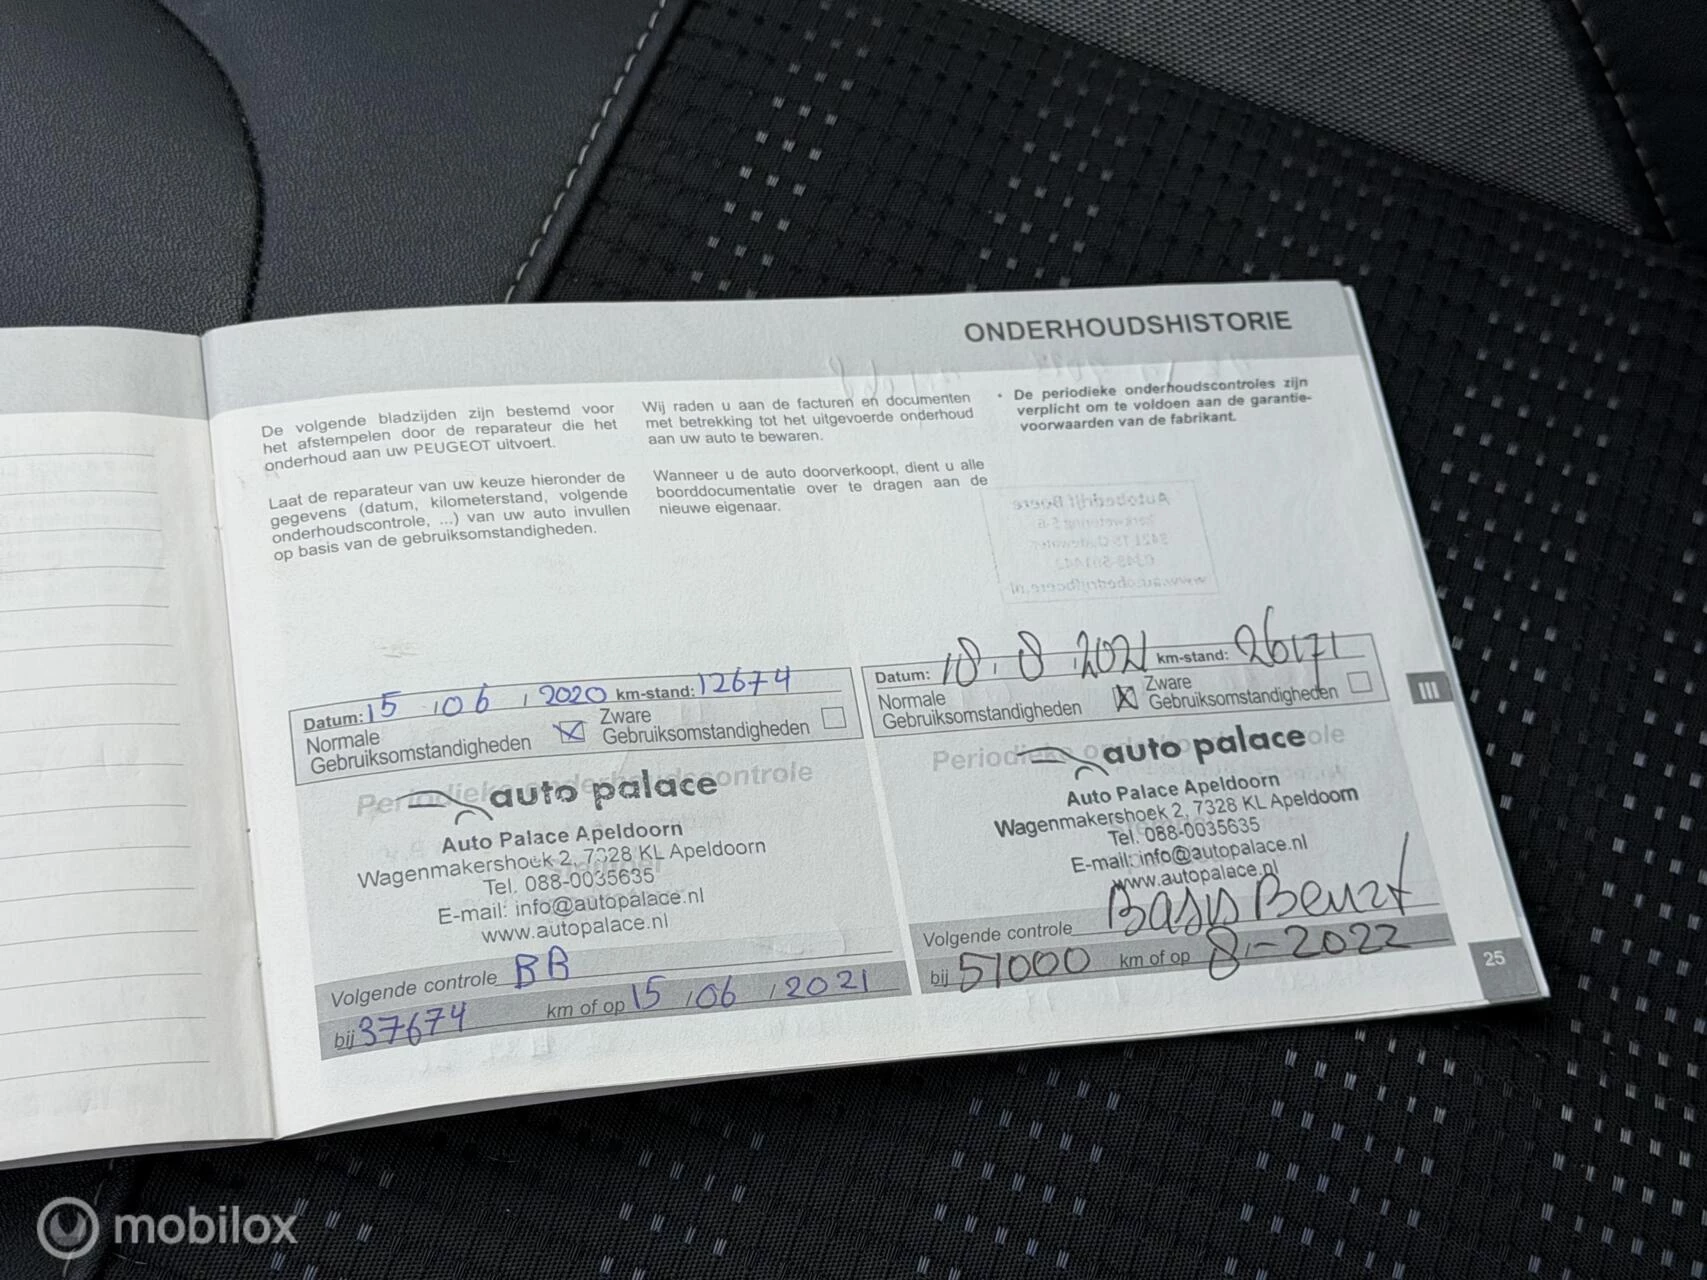 ONDERHOUDSHISTORIE
De volgende bladzijden zijn bestemd voor
het afstempelen door de reparateur die het
onderhoud aan uw PEUGEOT uitvoert.
Laat de reparateur van uw keuze hieronder de
gegevens (datum, kilometerstand, volgende
onderhoudscontrole, ...) van uw auto invullen
op basis van de gebruiksomstandigheden.
Wij raden u aan de facturen en documenten
met betrekking tot het uitgevoerde onderhoud
aan uw auto te bewaren.
Wanneer u de auto doorverkoopt, dient u alle
boorddocumentatie over te dragen aan de
nieuwe eigenaar.
• De periodieke onderhoudscontroles zijn
verplicht om te voldoen aan de garantie-
voorwaarden van de fabrikant.
Datum: 15 / 06 / 2020 km-stand: 12674
Normale
Gebruiksomstandigheden
Zware
Gebruiksomstandigheden
Periodieke onderhoudscontrole
auto palace
Auto Palace Apeldoorn
Wagenmakershoek 2, 7328 KL Apeldoorn
Tel. 088-0035635
E-mail: info@autopalace.nl
www.autopalace.nl
Volgende controle BB
bij 37674 km of op 15 / 06 / 2021
Datum: 18 / 8 / 2021 km-stand: 26171
Normale
Gebruiksomstandigheden
Zware
Gebruiksomstandigheden
Periodieke onderhoudscontrole
auto palace
Auto Palace Apeldoorn
Wagenmakershoek 2, 7328 KL Apeldoorn
Tel. 088-0035635
E-mail: info@autopalace.nl
www.autopalace.nl
Volgende controle Basis
bij 51000 km of op 8 - 2022
III
25
mobilox